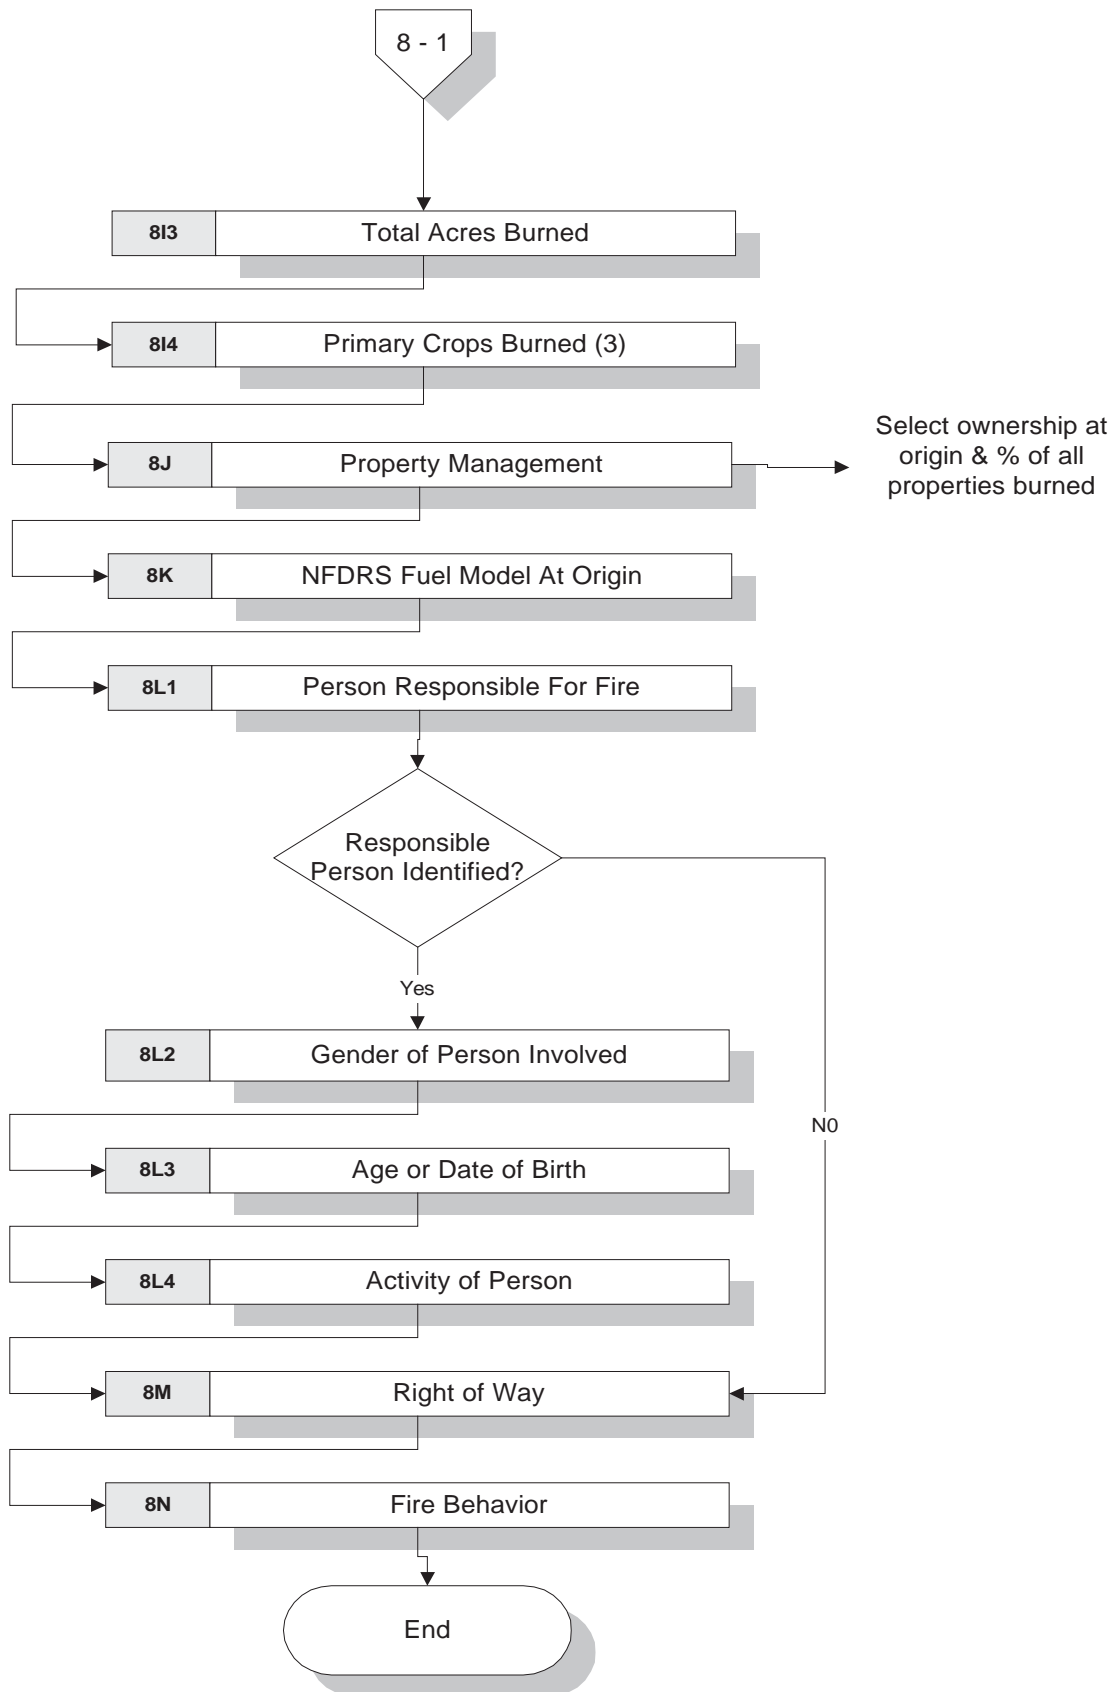 8 - 1
8I3 Total Acres Burned
8I4 Primary Crops Burned (3)
8J Property Management
Select ownership at
origin & % of all
properties burned
8K NFDRS Fuel Model At Origin
8L1 Person Responsible For Fire
Responsible
Person Identified?
Yes
8L2 Gender of Person Involved
N0
8L3 Age or Date of Birth
8L4 Activity of Person
8M Right of Way
8N Fire Behavior
End